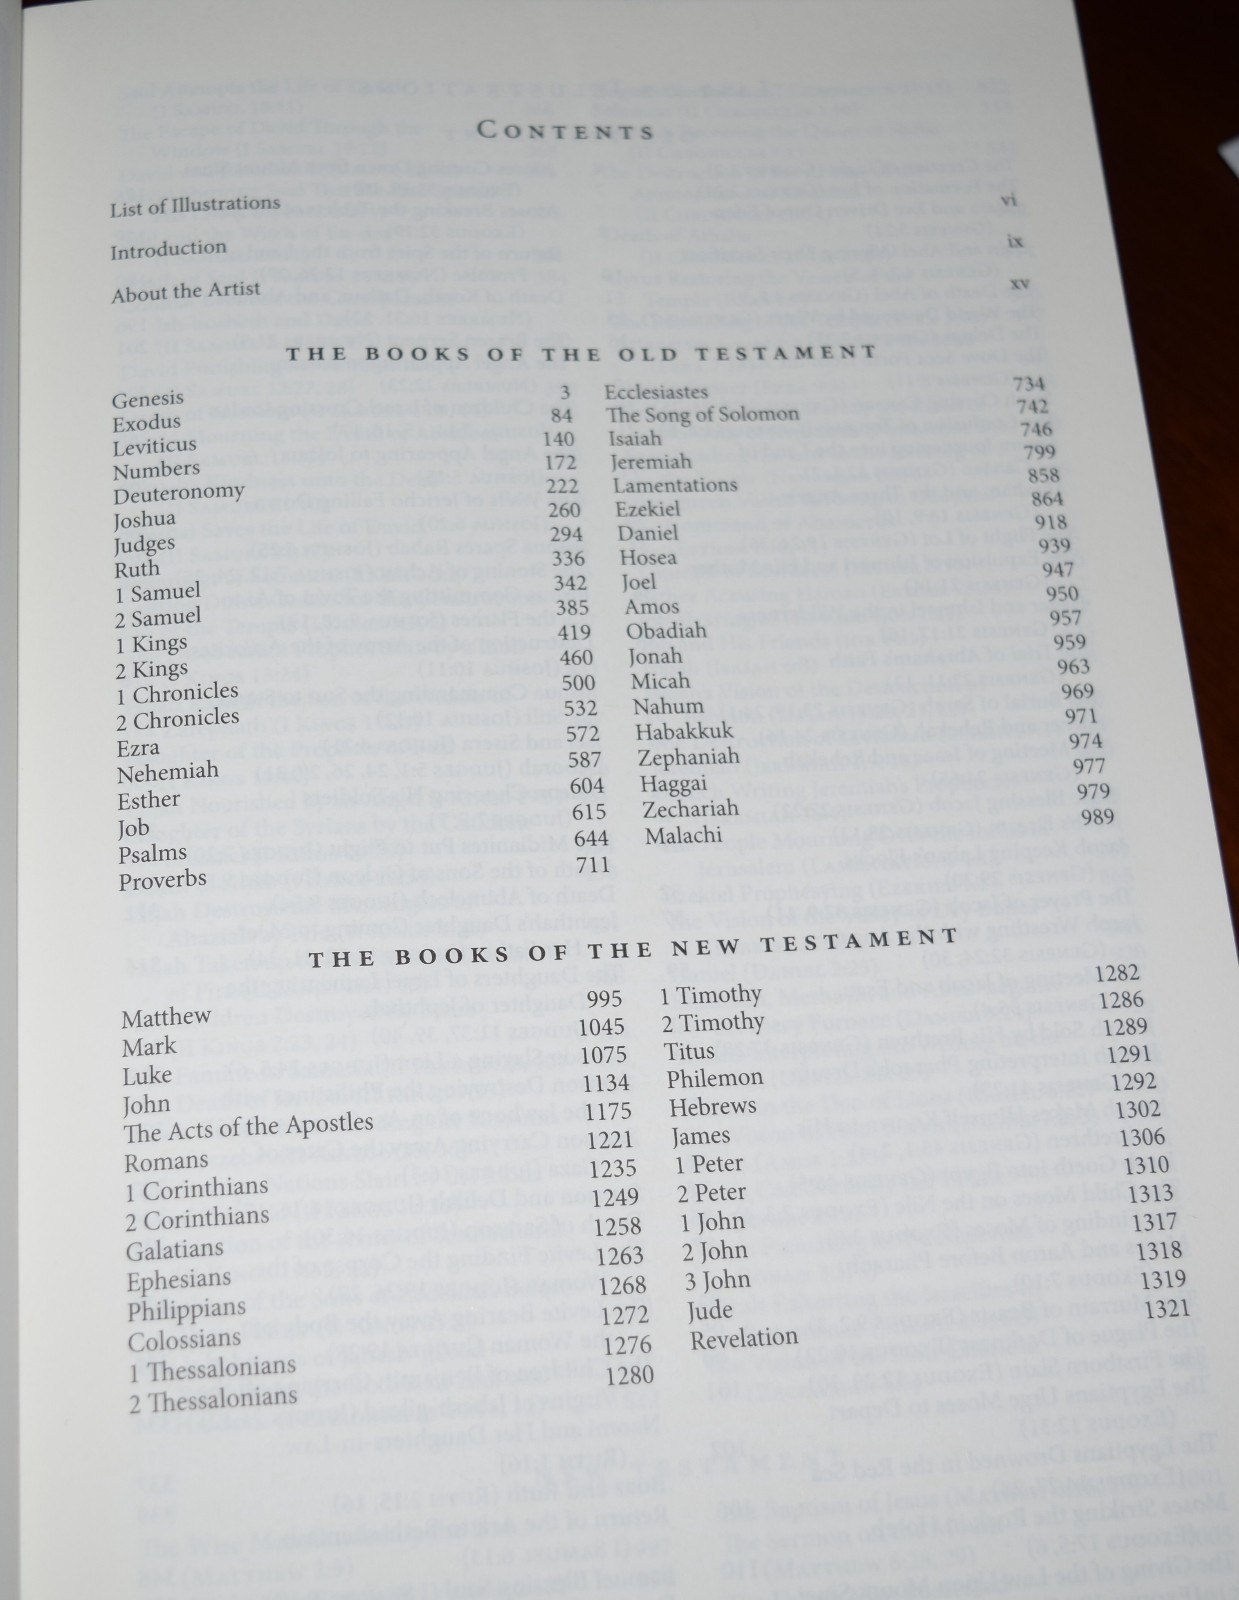 CONTENTS
List of Illustrations vi
Introduction ix
About the Artist xv
THE BOOKS OF THE OLD TESTAMENT
Genesis 3
Exodus 84
Leviticus 140
Numbers 172
Deuteronomy 222
Joshua 260
Judges 294
Ruth 336
1 Samuel 342
2 Samuel 385
1 Kings 419
2 Kings 460
1 Chronicles 500
2 Chronicles 532
Ezra 572
Nehemiah 587
Esther 604
Job 615
Psalms 644
Proverbs 711
Ecclesiastes 734
The Song of Solomon 742
Isaiah 746
Jeremiah 799
Lamentations 858
Ezekiel 864
Daniel 918
Hosea 939
Joel 947
Amos 950
Obadiah 957
Jonah 959
Micah 963
Nahum 969
Habakkuk 971
Zephaniah 974
Haggai 977
Zechariah 979
Malachi 989
THE BOOKS OF THE NEW TESTAMENT
Matthew 995
Mark 1045
Luke 1075
John 1134
The Acts of the Apostles 1175
Romans 1221
1 Corinthians 1235
2 Corinthians 1249
Galatians 1258
Ephesians 1263
Philippians 1268
Colossians 1272
1 Thessalonians 1276
2 Thessalonians 1280
1 Timothy 1282
2 Timothy 1286
Titus 1289
Philemon 1291
Hebrews 1292
James 1302
1 Peter 1306
2 Peter 1310
1 John 1313
2 John 1317
3 John 1318
Jude 1319
Revelation 1321